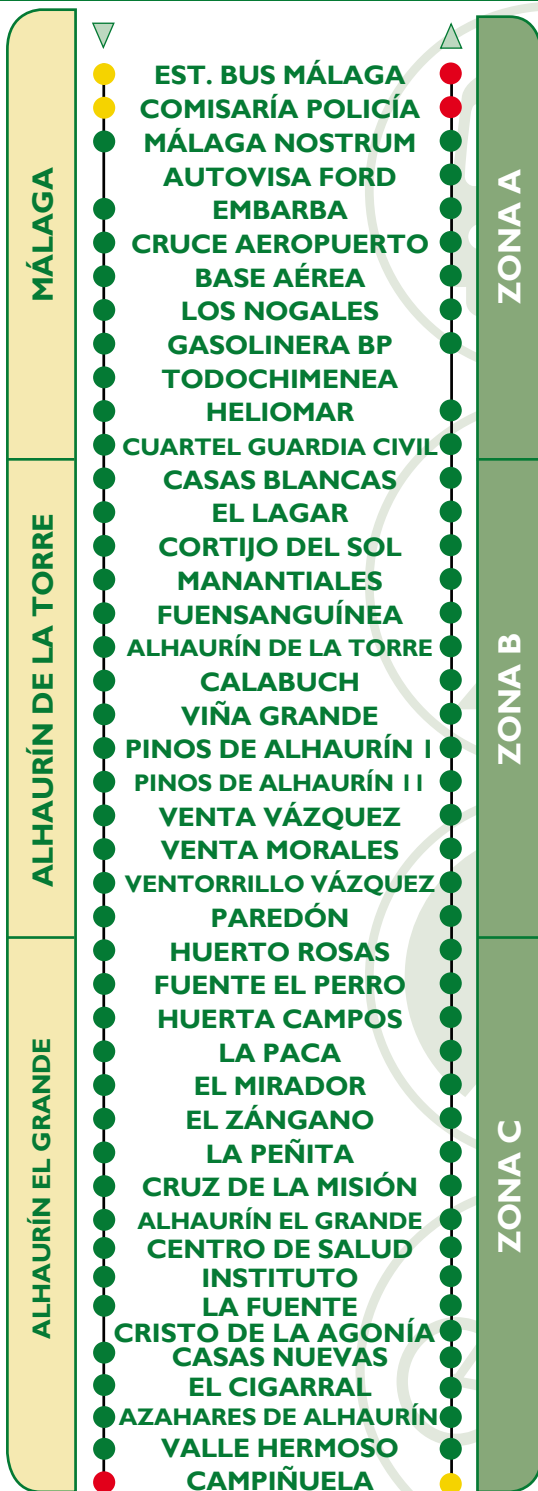 EST. BUS MÁLAGA
COMISARÍA POLICÍA
MÁLAGA NOSTRUM
AUTOVISA FORD
EMBARBA
CRUCE AEROPUERTO
BASE AÉREA
LOS NOGALES
GASOLINERA BP
TODOCHIMENEA
HELIOMAR
CUARTEL GUARDIA CIVIL
MÁLAGA
ZONA A
CASAS BLANCAS
EL LAGAR
CORTIJO DEL SOL
MANANTIALES
FUENSANGUÍNEA
ALHAURÍN DE LA TORRE
CALABUCH
VIÑA GRANDE
PINOS DE ALHAURÍN I
PINOS DE ALHAURÍN 11
VENTA VÁZQUEZ
VENTA MORALES
VENTORRILLO VÁZQUEZ
PAREDÓN
ALHAURÍN DE LA TORRE
ZONA B
HUERTO ROSAS
FUENTE EL PERRO
HUERTA CAMPOS
LA PACA
EL MIRADOR
EL ZÁNGANO
LA PEÑITA
CRUZ DE LA MISIÓN
ALHAURÍN EL GRANDE
CENTRO DE SALUD
INSTITUTO
LA FUENTE
CRISTO DE LA AGONÍA
CASAS NUEVAS
EL CIGARRAL
AZAHARES DE ALHAURÍN
VALLE HERMOSO
CAMPIÑUELA
ALHAURÍN EL GRANDE
ZONA C